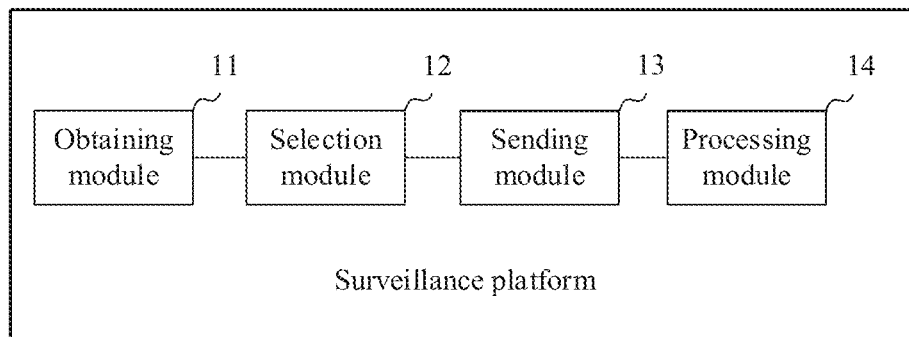 11
12
13
14
Obtaining
module
Selection
module
Sending
module
Processing
module
Surveillance platform